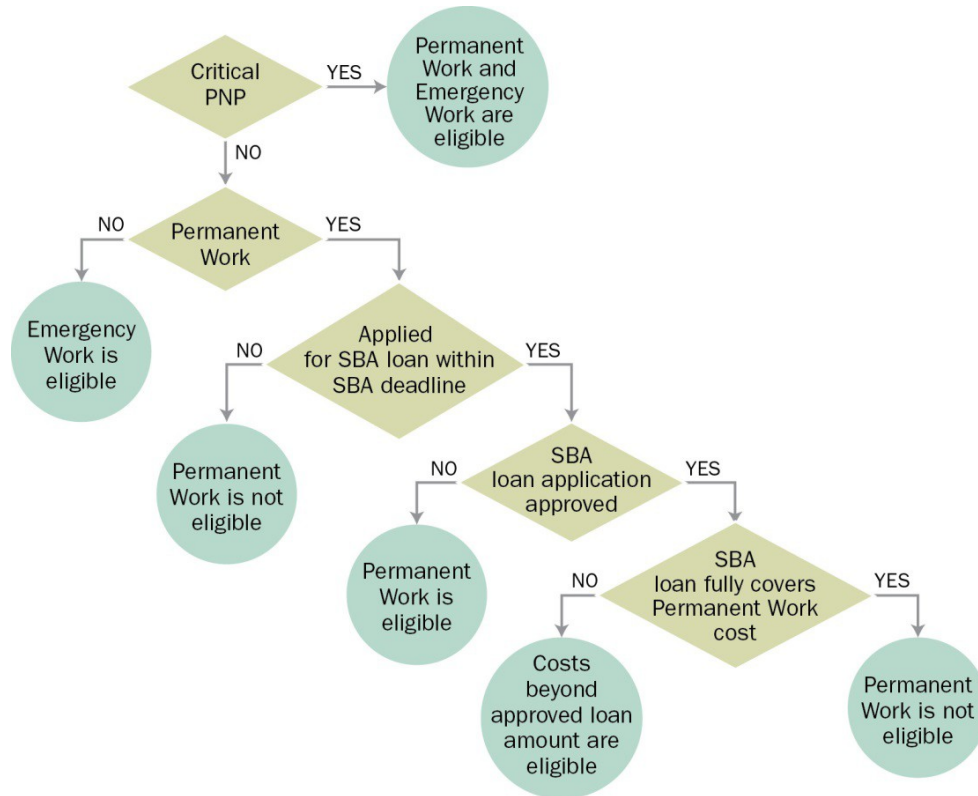 Critical
PNP
YES
Permanent
Work and
Emergency
Work are
eligible
NO
NO
Permanent
Work
YES
Emergency
Work is
eligible
NO
Applied
for SBA loan within
SBA deadline
YES
Permanent
Work is not
eligible
NO
SBA
loan application
approved
YES
Permanent
Work is eligible
NO
SBA
loan fully covers
Permanent Work
cost
YES
Costs
beyond
approved loan
amount are
eligible
Permanent
Work is not
eligible